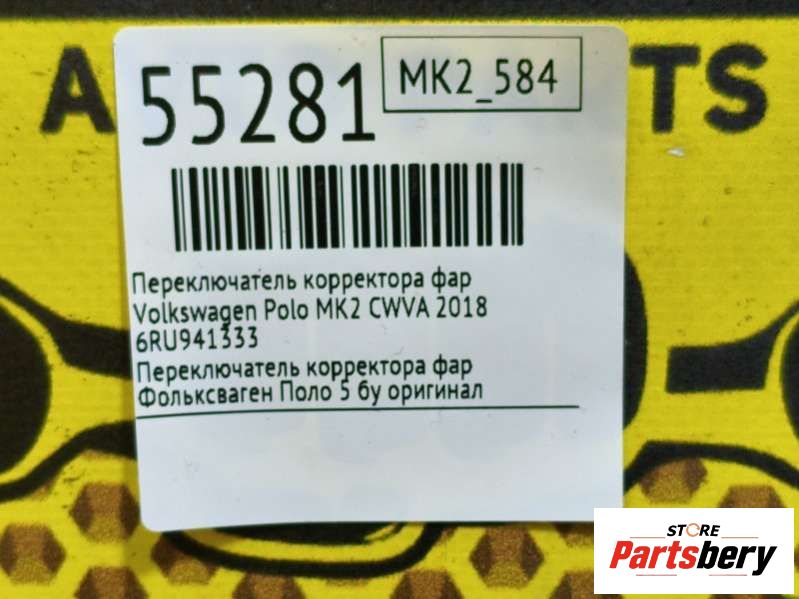 A TS
55281
MK2_584
Переключатель корректора фар
Volkswagen Polo MK2 CWVA 2018
6RU941333
Переключатель корректора фар
Фольксваген Поло 5 бу оригинал
STORE
Partsbery